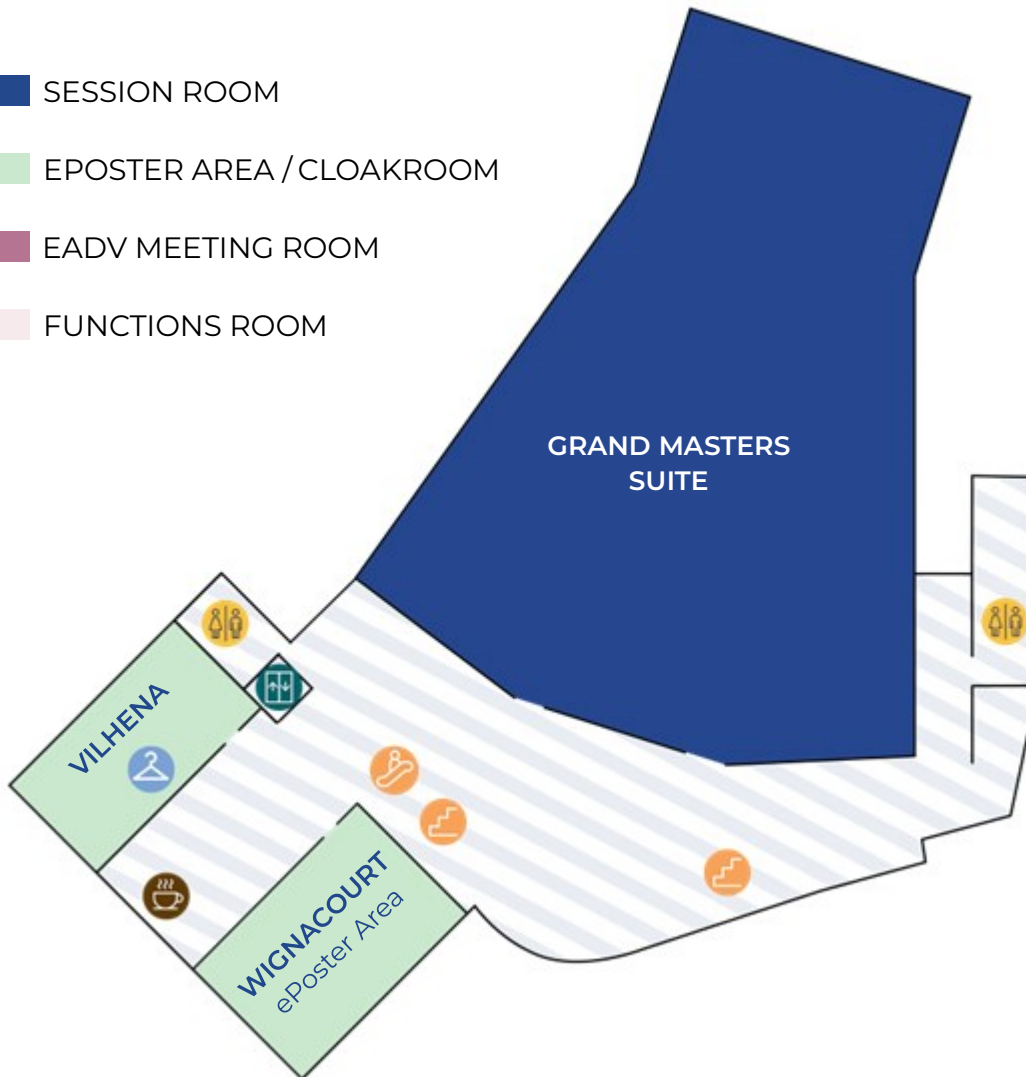 SESSION ROOM
EPOSTER AREA / CLOAKROOM
EADV MEETING ROOM
FUNCTIONS ROOM
GRAND MASTERS
SUITE
VILHENA
WIGNACOURT
ePoster Area